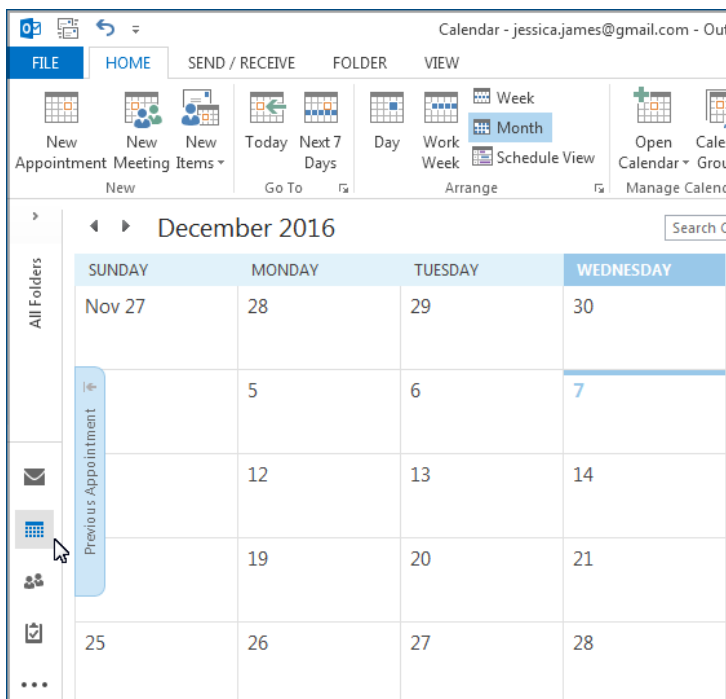 Calendar - jessica.james@gmail.com - Out
FILE HOME SEND / RECEIVE FOLDER VIEW
New Appointment
New Meeting
New Items
Today
Next 7 Days
Day
Work Week
Week
Month
Schedule View
Open Calendar
Cale
Grou
New Go To Arrange Manage Calend
December 2016
Search C
All Folders
SUNDAY MONDAY TUESDAY WEDNESDAY
Nov 27 28 29 30
5 6 7
Previous Appointment
12 13 14
19 20 21
25 26 27 28